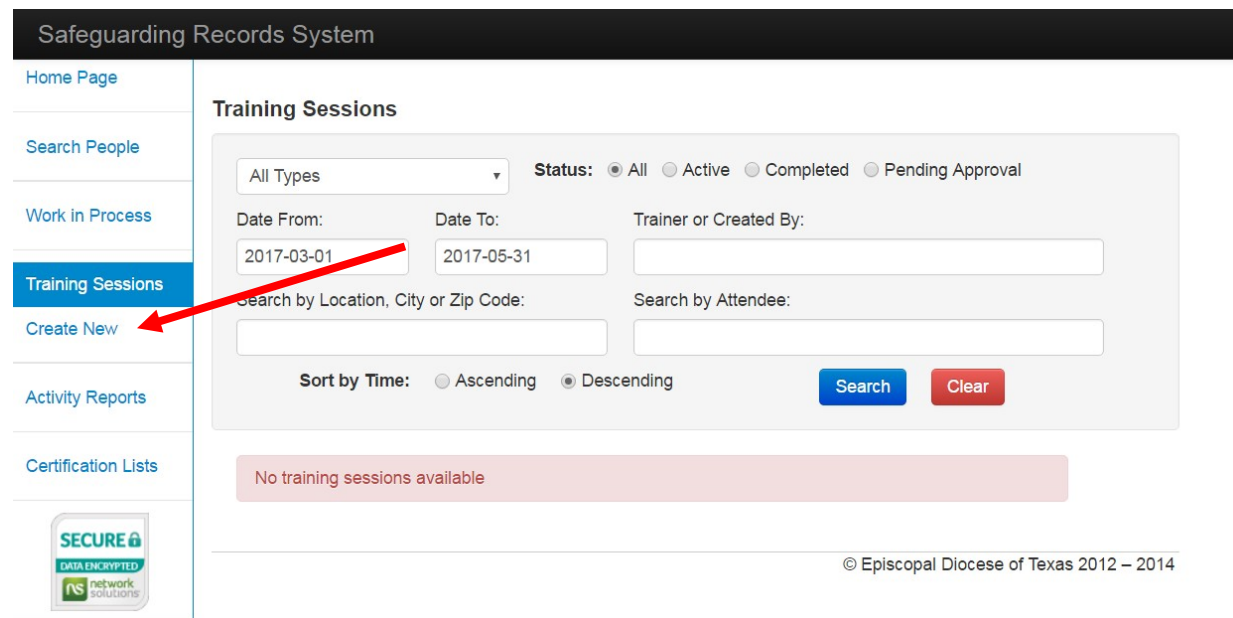 Safeguarding Records System
Home Page
Search People
Work in Process
Training Sessions
Create New
Activity Reports
Certification Lists
SECURE
DATA ENCRYPTED
ns network
solutions
Training Sessions
All Types
Status: All Active Completed Pending Approval
Date From: Date To: Trainer or Created By:
2017-03-01 2017-05-31
Search by Location, City or Zip Code: Search by Attendee:
Sort by Time: Ascending Descending Search Clear
No training sessions available
© Episcopal Diocese of Texas 2012 – 2014